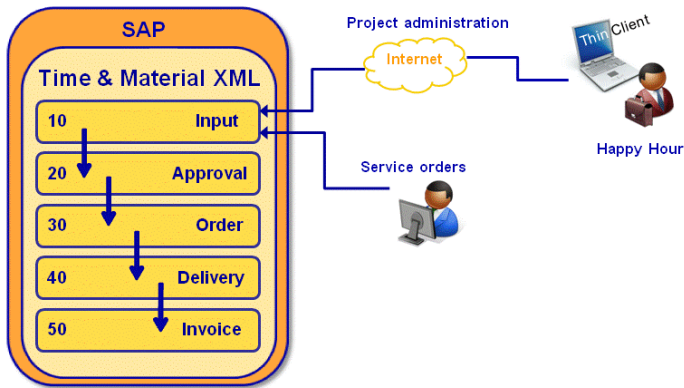 SAP
Time & Material XML
10 Input
20 Approval
30 Order
40 Delivery
50 Invoice
Project administration
Internet
Thin Client
Happy Hour
Service orders